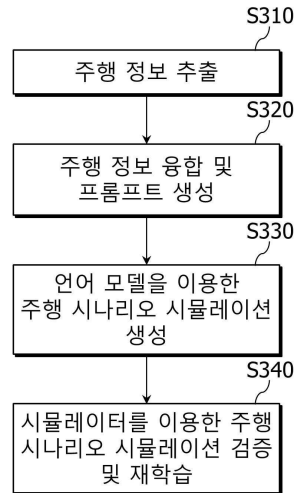 S310
주행 정보 추출
S320
주행 정보 융합 및
프롬프트 생성
S330
언어 모델을 이용한
주행 시나리오 시뮬레이션
생성
S340
시뮬레이터를 이용한 주행
시나리오 시뮬레이션 검증
및 재학습